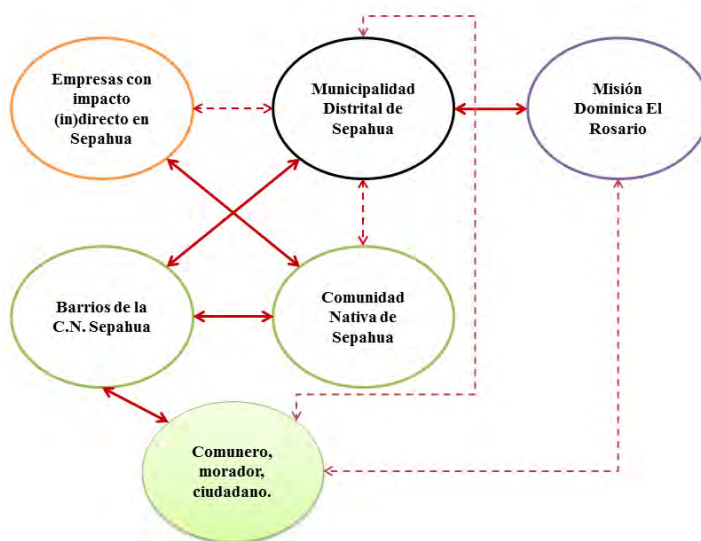 Empresas con
impacto
(in)directo en
Sepahua
Municipalidad
Distrital de
Sepahua
Misión
Dominica El
Rosario
Barrios de la
C.N. Sepahua
Comunidad
Nativa de
Sepahua
Comunero,
morador,
ciudadano.